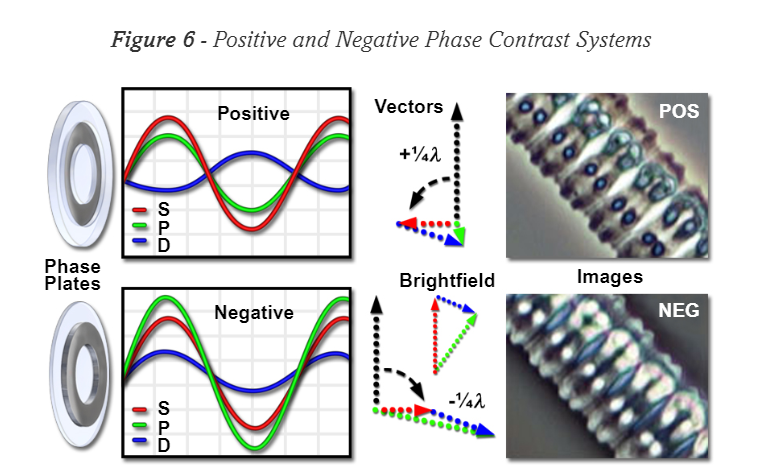 Figure 6 - Positive and Negative Phase Contrast Systems
Positive
S
P
D
Vectors
+¼λ
POS
Phase
Plates
Brightfield
Images
Negative
S
P
D
-¼λ
NEG